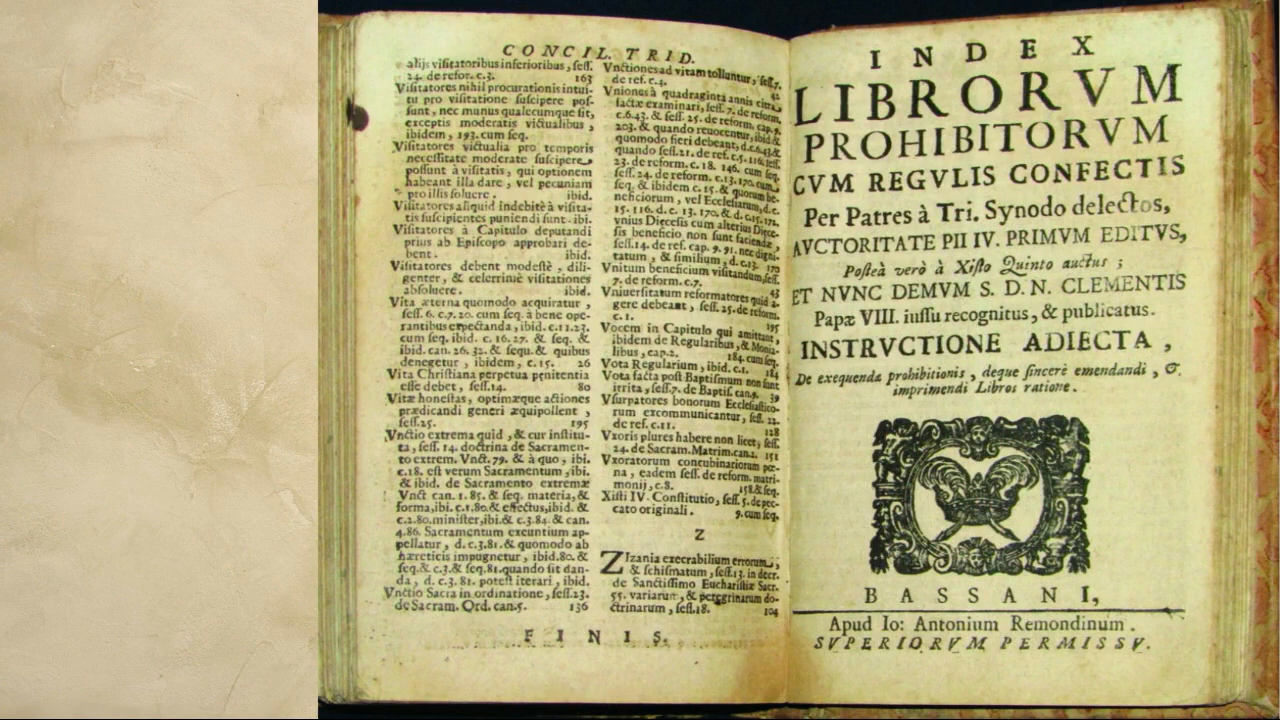 CONCIL. TRID.
alijs visitatoribus inferioribus, sess.
24. de refor. c.3. 163
Visitatores nihil procurationis intui-
tu pro visitatione suscipere pos-
sunt, nec munus qualecumque sit,
exceptis moderatis victualibus,
ibidem, 193. cum seq.
Visitatores victualia pro temporis
necessitate moderate suscipere
possunt à visitatis, qui optionem
habeant illa dare, vel pecuniam
pro illis soluere. ibid.
Visitatores aliquid indebitè à visita-
tis suscipientes puniendi sunt. ibi.
Visitatores à Capitulo deputandi
prius ab Episcopo approbari de-
bent. ibid.
Visitatores debent modestè, dili-
genter, & celerrimè visitationes
absoluere. ibid.
Vita æterna quomodo acquiratur,
sess. 6. c.7. 20. cum seq. à bene ope-
rantibus expectanda, ibid. c.11.23.
cum seq. ibid. c. 16.27. & seq. &
ibid. can. 26. 32. & sequ. & quibus
denegetur, ibidem, c. 15. 26
Vita Christiana perpetua pęnitentia
esse debet, sess.14. 80
Vitæ honestas, optimæque actiones
prædicandi generi æquipollent,
sess.25. 195
Vnctio extrema quid, & cur institu-
ta, sess. 14. doctrina de Sacramen-
to extrem. Vnct. 79. & à quo, ibi.
c.18. est verum Sacramentum, ibi.
& ibid. de Sacramento extremæ
Vnct can. 1. 85. & seq. materia, &
forma, ibi. c.1.80. & effectus, ibid. &
c.2.80. minister, ibi. & c.3.84. & can.
4.86. Sacramentum exeuntium ap-
pellatur, d. c.3.81. & quomodo ab
hæreticis impugnetur, ibid.80. &
seq. & c.3. & seq.81. quando sit dan-
da, d. c.3. 81. potest iterari, ibid.
Vnctio Sacra in ordinatione, sess.23.
de Sacram. Ord. can.5. 136
Vnctiones ad vitam tolluntur, sess.7.
de ref. c.4. 42
Vniones à quadraginta annis citra
factæ examinari, sess. 7. de reform.
c.6.43. & sess. 25. de reform. cap. 9.
203. & quando reuocentur, ibid &
quomodo fieri debeant, d.c.6.43. &
quando sess.21. de ref. c.5. 116. sess.
23. de reform. c. 18. 146. cum seq.
sess. 24. de reform. c.13. 170. cum
seq. & ibidem c. 15. & quorum be-
neficiorum, vel Ecclesiarum, d.c.
15. 116. d. c. 13. 170. & d. c.15. 172.
vnius Diœcesis cum alterius Diœce-
sis beneficio non sunt faciendæ,
sess.14. de ref. cap. 9. 91. nec digni-
tatum, & similium, d. c.13. 170
Vnitum beneficium visitandum, sess.
7. de reform. c.7. 43
Vniuersitatum reformatores quid a-
gere debeant, sess. 25. de reform.
c. 1. 195
Vocem in Capitulo qui amittant,
ibidem de Regularibus, & Monia-
libus, cap.2. 184. cum seq.
Vota Regularium, ibid. c.1. 184
Vota facta post Baptismum non sunt
irrita, sess.7. de Baptis. can.9. 39
Vsurpatores bonorum Ecclesiastico-
rum excommunicantur, sess. 22.
de ref. c.11. 128
Vxoris plures habere non licet, sess.
24. de Sacram. Matrim. can.2. 151
Vxoratorum concubinariorum pœ-
na, eadem sess. de reform. matri-
monij, c.8. 158. & seq.
Xisti IV. Constitutio, sess. 5. de pec-
cato originali. 9. cum seq.
Z
Zizania execrabilium errorum,
& schismatum, sess.13. in decr.
de Sanctissimo Eucharistiæ Sacr.
55. variarum, & peregrinarum do-
ctrinarum, sess.18. 104
FINIS.
INDEX
LIBRORVM
PROHIBITORVM
CVM REGVLIS CONFECTIS
Per Patres à Tri. Synodo delectos,
AVCTORITATE PII IV. PRIMVM EDITVS,
Posteà verò à Xisto Quinto auctus;
ET NVNC DEMVM S. D. N. CLEMENTIS
Papæ VIII. iussu recognitus, & publicatus.
INSTRVCTIONE ADIECTA,
De exequendæ prohibitionis, deque sincerè emendandi, &
imprimendi Libros ratione.
BASSANI,
Apud Io: Antonium Remondinum.
SVPERIORVM PERMISSV.